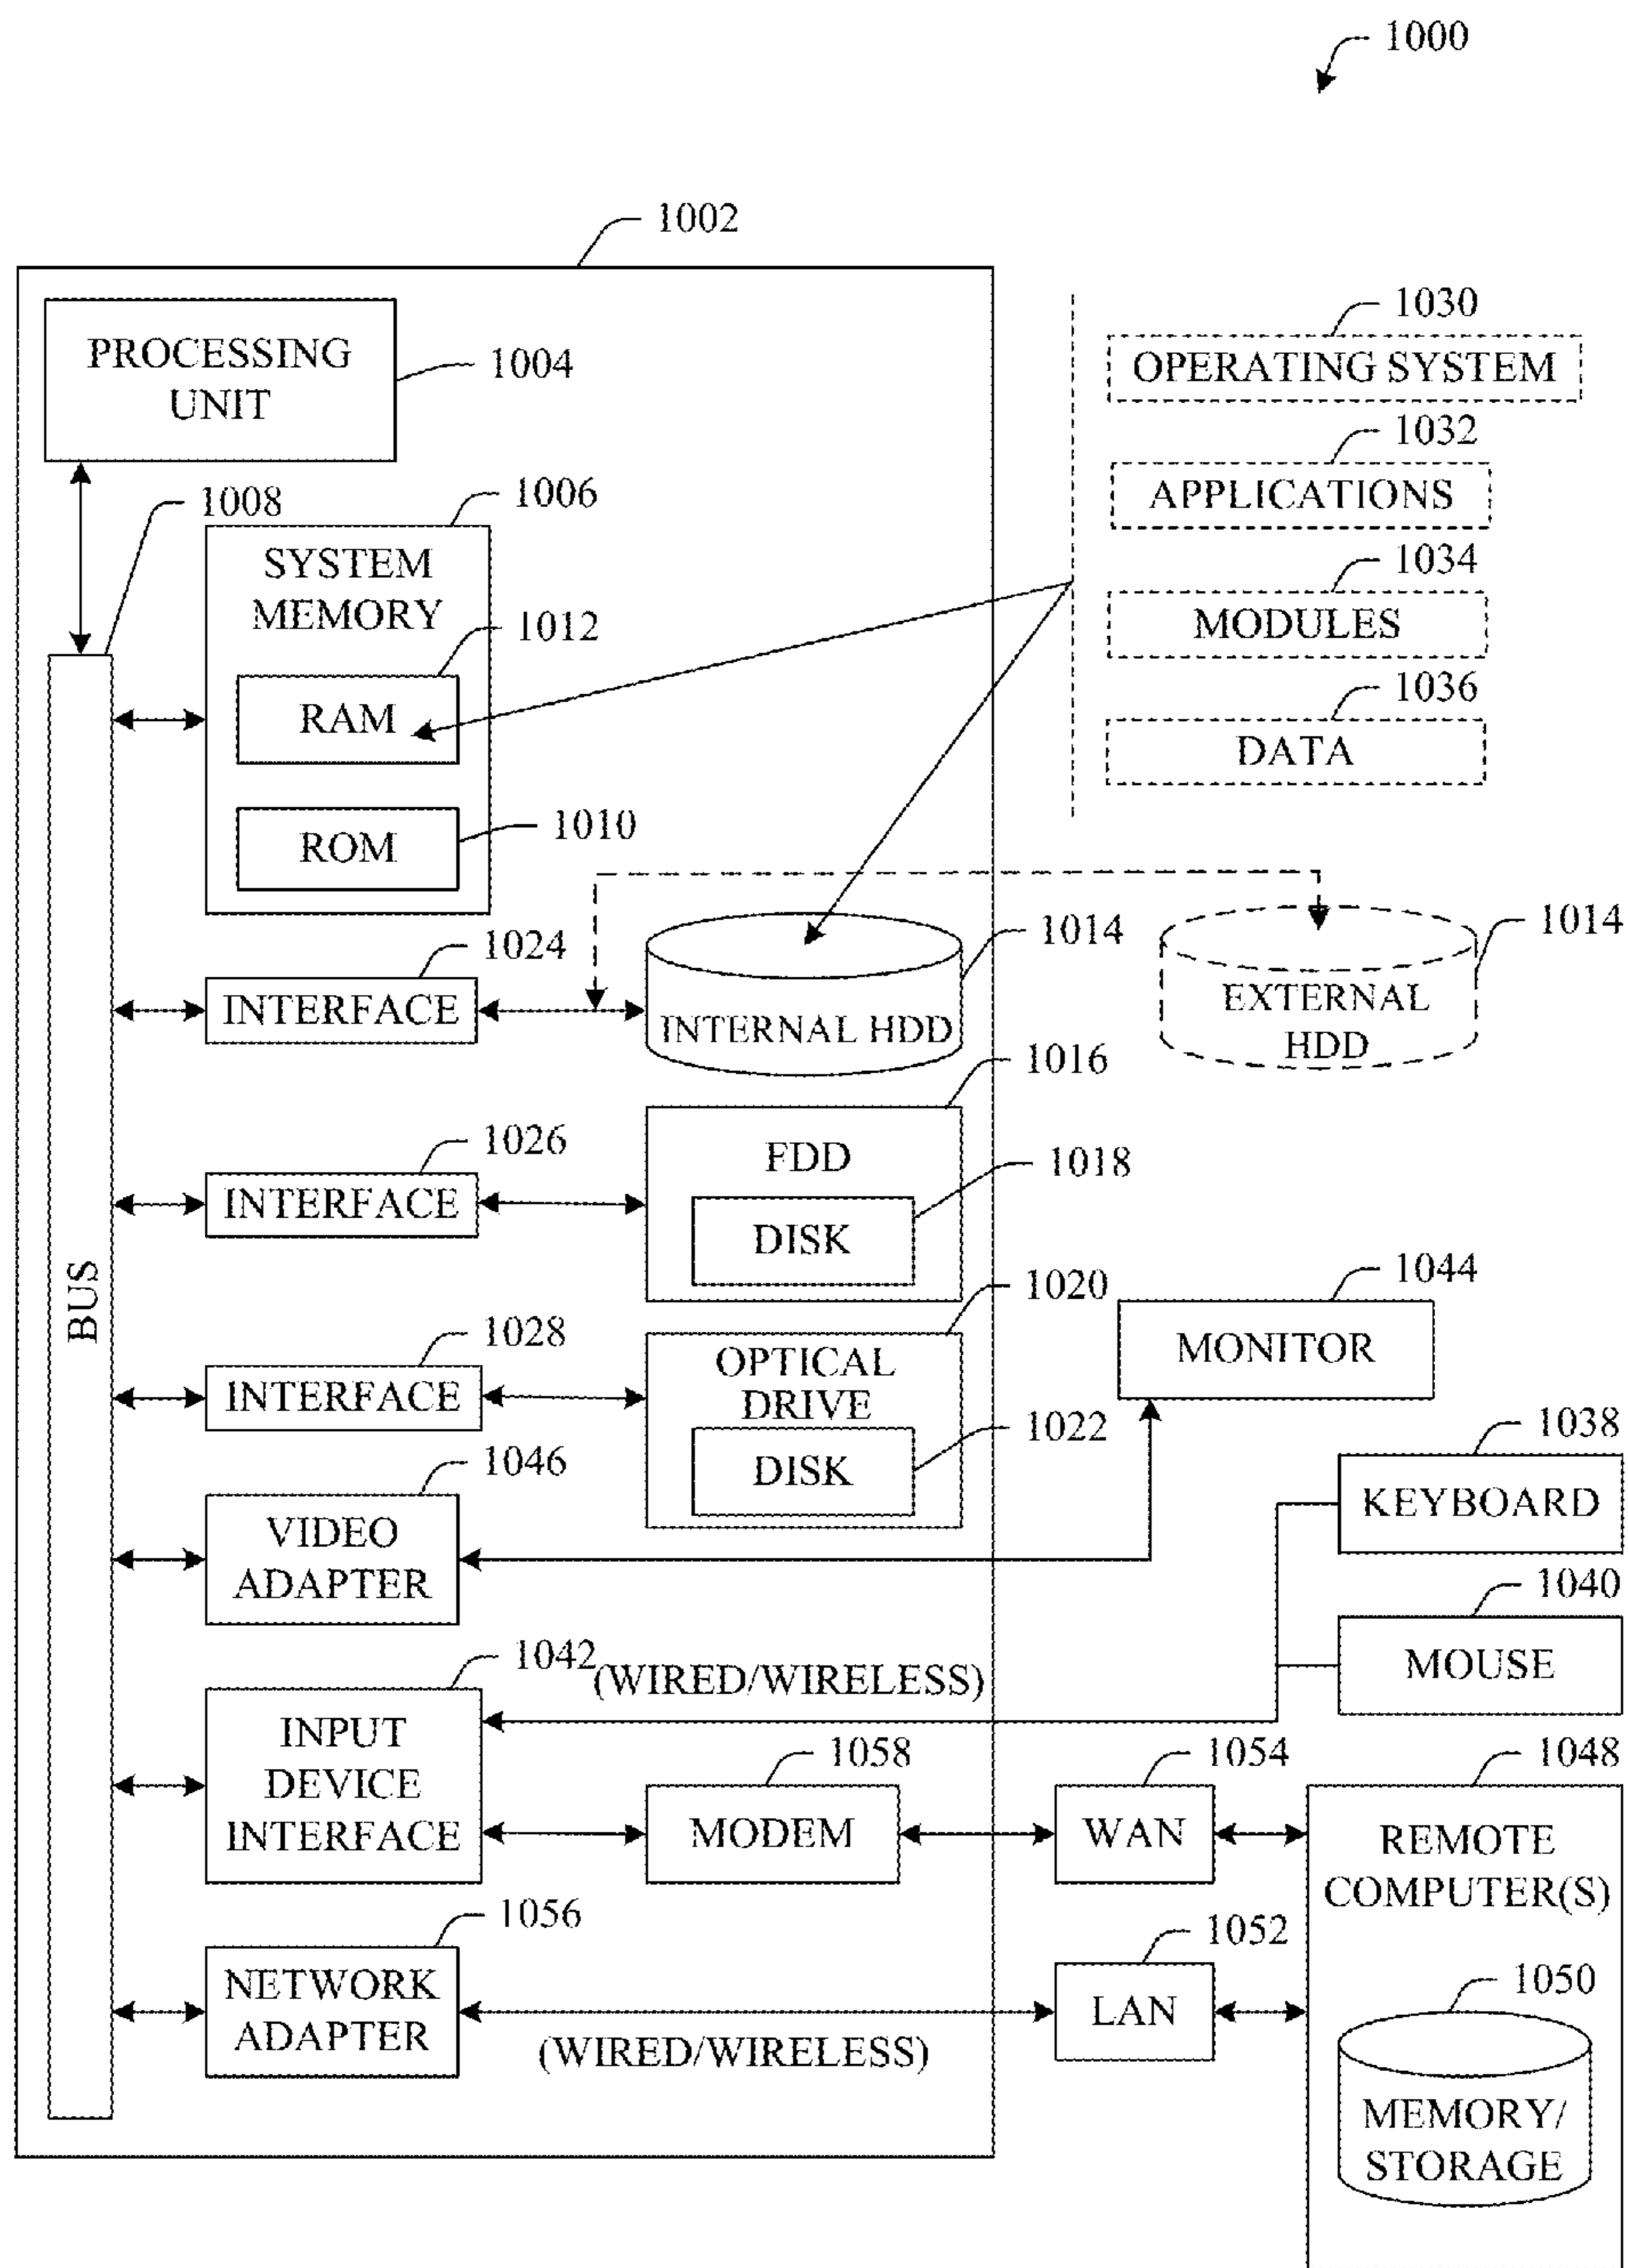 1000
1002
PROCESSING
UNIT
1004
1030
OPERATING SYSTEM
1032
APPLICATIONS
1034
MODULES
1036
DATA
1008
1006
SYSTEM
MEMORY
1012
RAM
1010
ROM
1024
INTERFACE
1014
INTERNAL HDD
1014
EXTERNAL
HDD
1026
INTERFACE
1016
FDD
1018
DISK
BUS
1028
INTERFACE
1020
OPTICAL
DRIVE
1022
DISK
1044
MONITOR
1046
VIDEO
ADAPTER
1038
KEYBOARD
1040
MOUSE
1042
(WIRED/WIRELESS)
INPUT
DEVICE
INTERFACE
1058
MODEM
1054
WAN
1048
REMOTE
COMPUTER(S)
1056
NETWORK
ADAPTER
(WIRED/WIRELESS)
1052
LAN
1050
MEMORY/
STORAGE